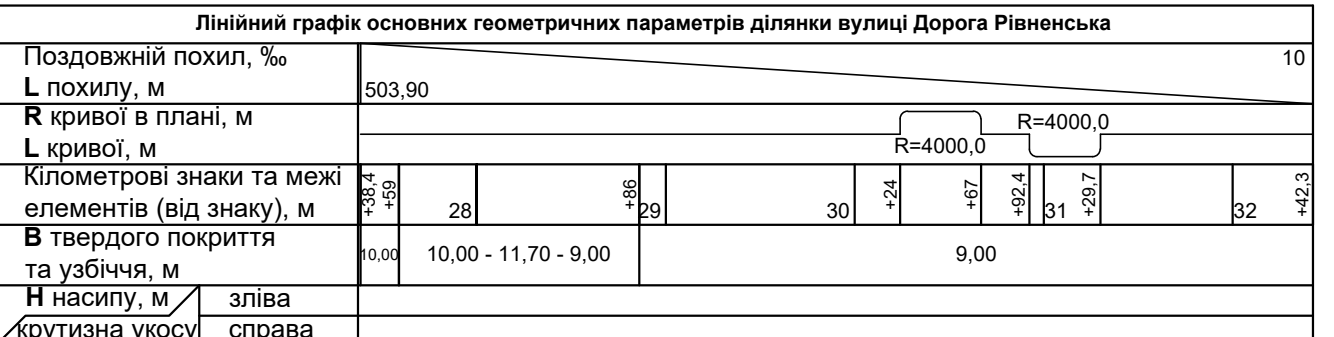 Лінійний графік основних геометричних параметрів ділянки вулиці Дорога Рівненська
Поздовжній похил, ‰
10
L похилу, м
503,90
R кривої в плані, м
R=4000,0
L кривої, м
R=4000,0
Кілометрові знаки та межі
елементів (від знаку), м
+38,4
+59
28
+86
29
30
+24
+67
+92,4
31
+29,7
32
+42,3
B твердого покриття
та узбіччя, м
10,00
10,00 - 11,70 - 9,00
9,00
Н насипу, м
зліва
крутизна укосу
справа